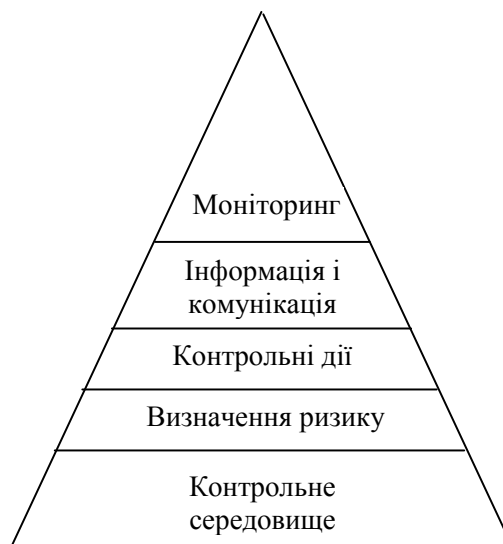 Моніторинг
Інформація і
комунікація
Контрольні дії
Визначення ризику
Контрольне
середовище